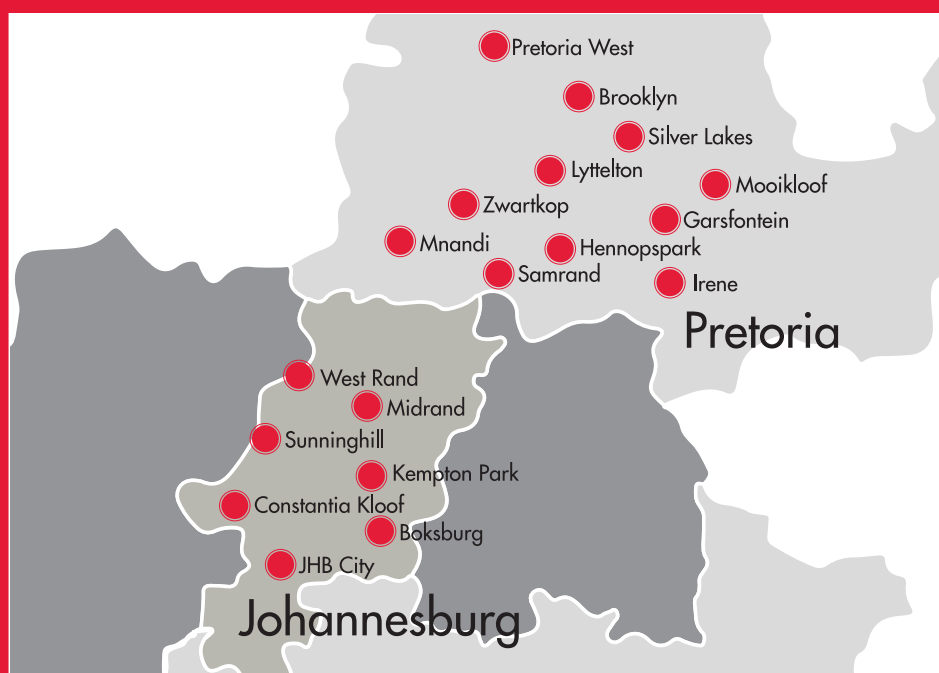 Pretoria West
Brooklyn
Silver Lakes
Lyttelton
Mooikloof
Zwartkop
Garsfontein
Mnandi
Hennopspark
Samrand
Irene
Pretoria
West Rand
Midrand
Sunninghill
Kempton Park
Constantia Kloof
Boksburg
JHB City
Johannesburg